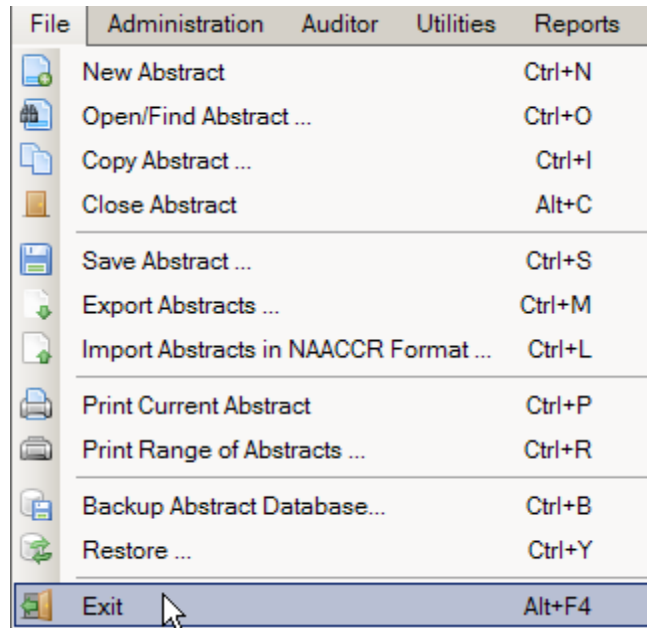 File Administration Auditor Utilities Reports
New Abstract Ctrl+N
Open/Find Abstract ... Ctrl+O
Copy Abstract ... Ctrl+I
Close Abstract Alt+C
Save Abstract ... Ctrl+S
Export Abstracts ... Ctrl+M
Import Abstracts in NAACCR Format ... Ctrl+L
Print Current Abstract Ctrl+P
Print Range of Abstracts ... Ctrl+R
Backup Abstract Database... Ctrl+B
Restore ... Ctrl+Y
Exit Alt+F4